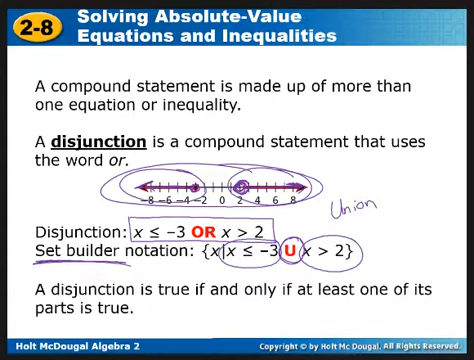 2-8
Solving Absolute-Value
Equations and Inequalities
A compound statement is made up of more than
one equation or inequality.
A disjunction is a compound statement that uses
the word or.
–8 –6 –4 –2 0 2 4 6 8
Union
Disjunction: x ≤ –3 OR x > 2
Set builder notation: {x|x ≤ –3 U x > 2}
A disjunction is true if and only if at least one of its
parts is true.
Holt McDougal Algebra 2
Copyright © by Holt Mc Dougal. All Rights Reserved.